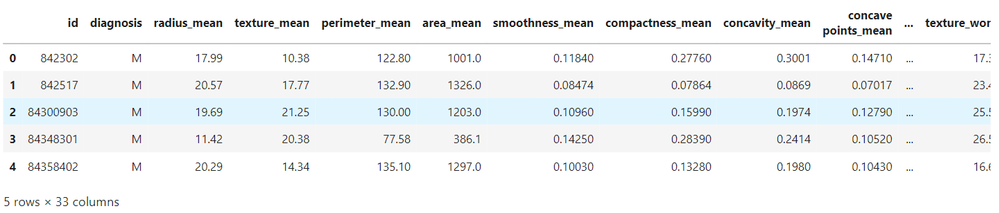 id diagnosis radius_mean texture_mean perimeter_mean area_mean smoothness_mean compactness_mean concavity_mean concave points_mean ... texture_wor
0 842302 M 17.99 10.38 122.80 1001.0 0.11840 0.27760 0.3001 0.14710 ... 17.3
1 842517 M 20.57 17.77 132.90 1326.0 0.08474 0.07864 0.0869 0.07017 ... 23.4
2 84300903 M 19.69 21.25 130.00 1203.0 0.10960 0.15990 0.1974 0.12790 ... 25.5
3 84348301 M 11.42 20.38 77.58 386.1 0.14250 0.28390 0.2414 0.10520 ... 26.5
4 84358402 M 20.29 14.34 135.10 1297.0 0.10030 0.13280 0.1980 0.10430 ... 16.6
5 rows × 33 columns